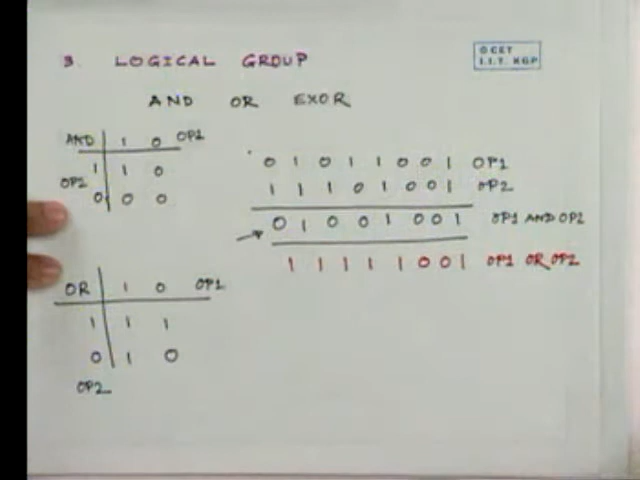 3. LOGICAL GROUP
© CET
I.I.T. KGP
AND OR EXOR
AND 1 0 OP2
OP2 1 1 0
0 0 0
0 1 0 1 1 0 0 1 OP1
1 1 1 0 1 0 0 1 OP2
0 1 0 0 1 0 0 1 OP1 AND OP2
1 1 1 1 1 0 0 1 OP1 OR OP2
OR 1 0 OP1
1 1 1
0 1 0
OP2